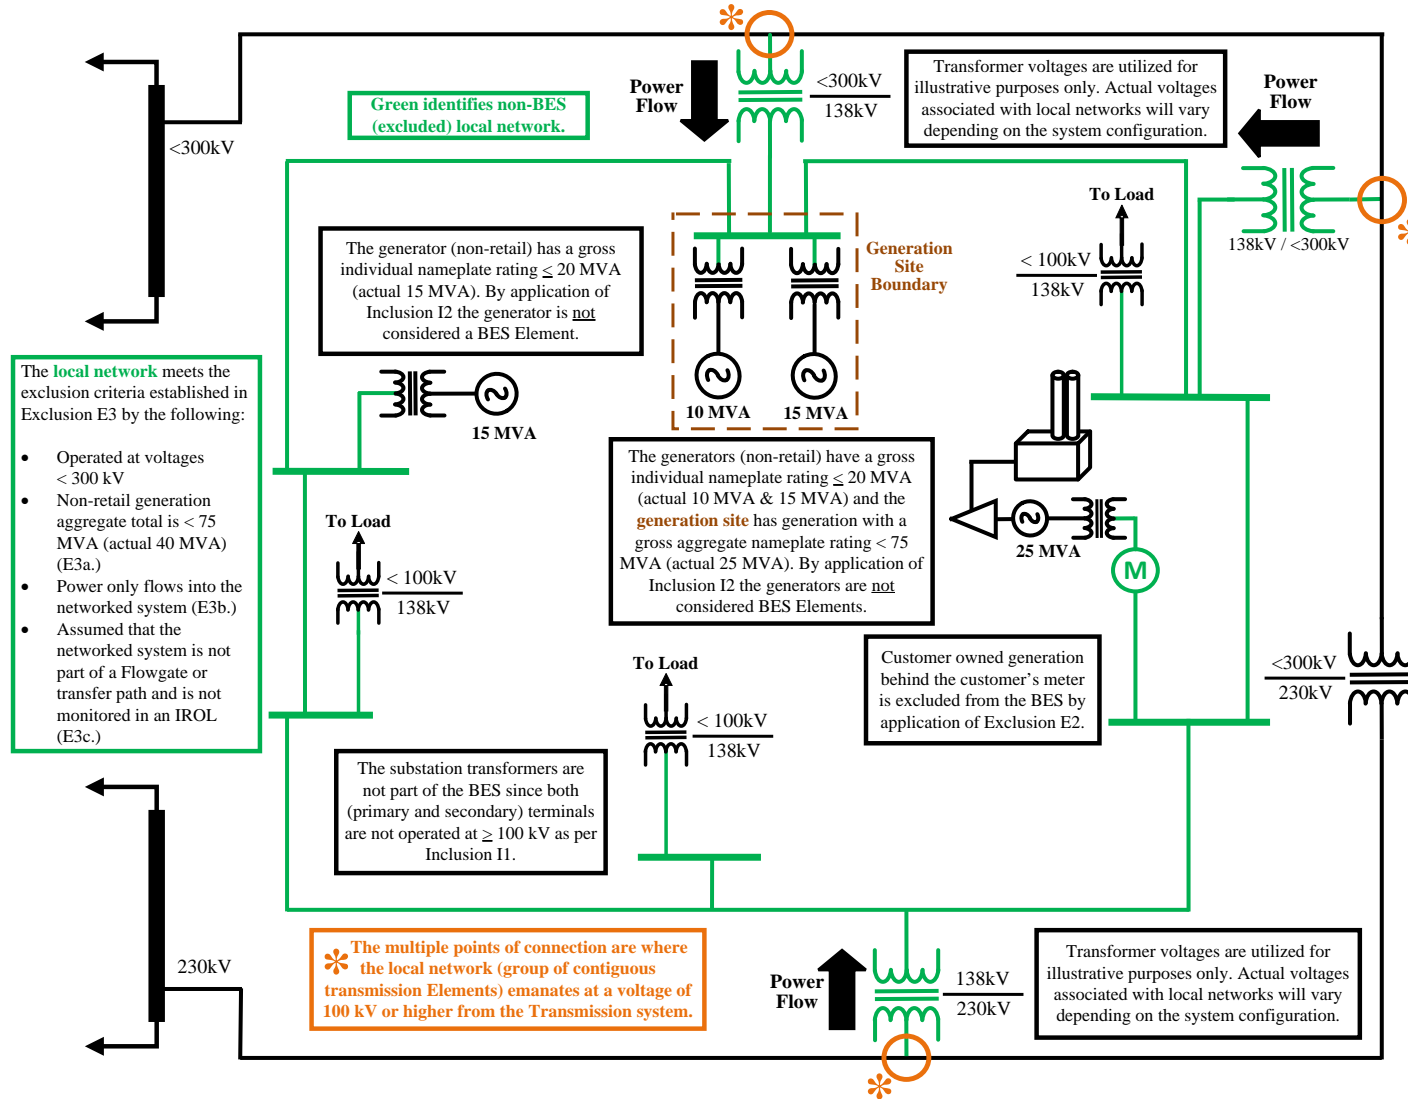 Green identifies non-BES
(excluded) local network.
Power
Flow
<300kV
138kV
Transformer voltages are utilized for
illustrative purposes only. Actual voltages
associated with local networks will vary
depending on the system configuration.
Power
Flow
<300kV
138kV / <300kV
To Load
< 100kV
138kV
The generator (non-retail) has a gross
individual nameplate rating < 20 MVA
(actual 15 MVA). By application of
Inclusion I2 the generator is not
considered a BES Element.
Generation
Site
Boundary
10 MVA
15 MVA
15 MVA
The local network meets the
exclusion criteria established in
Exclusion E3 by the following:
• Operated at voltages
< 300 kV
• Non-retail generation
aggregate total is < 75
MVA (actual 40 MVA)
(E3a.)
• Power only flows into the
networked system (E3b.)
• Assumed that the
networked system is not
part of a Flowgate or
transfer path and is not
monitored in an IROL
(E3c.)
The generators (non-retail) have a gross
individual nameplate rating < 20 MVA
(actual 10 MVA & 15 MVA) and the
generation site has generation with a
gross aggregate nameplate rating < 75
MVA (actual 25 MVA). By application of
Inclusion I2 the generators are not
considered BES Elements.
25 MVA
M
To Load
< 100kV
138kV
To Load
< 100kV
138kV
Customer owned generation
behind the customer's meter
is excluded from the BES by
application of Exclusion E2.
<300kV
230kV
The substation transformers are
not part of the BES since both
(primary and secondary) terminals
are not operated at > 100 kV as per
Inclusion I1.
230kV
The multiple points of connection are where
the local network (group of contiguous
transmission Elements) emanates at a voltage of
100 kV or higher from the Transmission system.
Power
Flow
138kV
230kV
Transformer voltages are utilized for
illustrative purposes only. Actual voltages
associated with local networks will vary
depending on the system configuration.